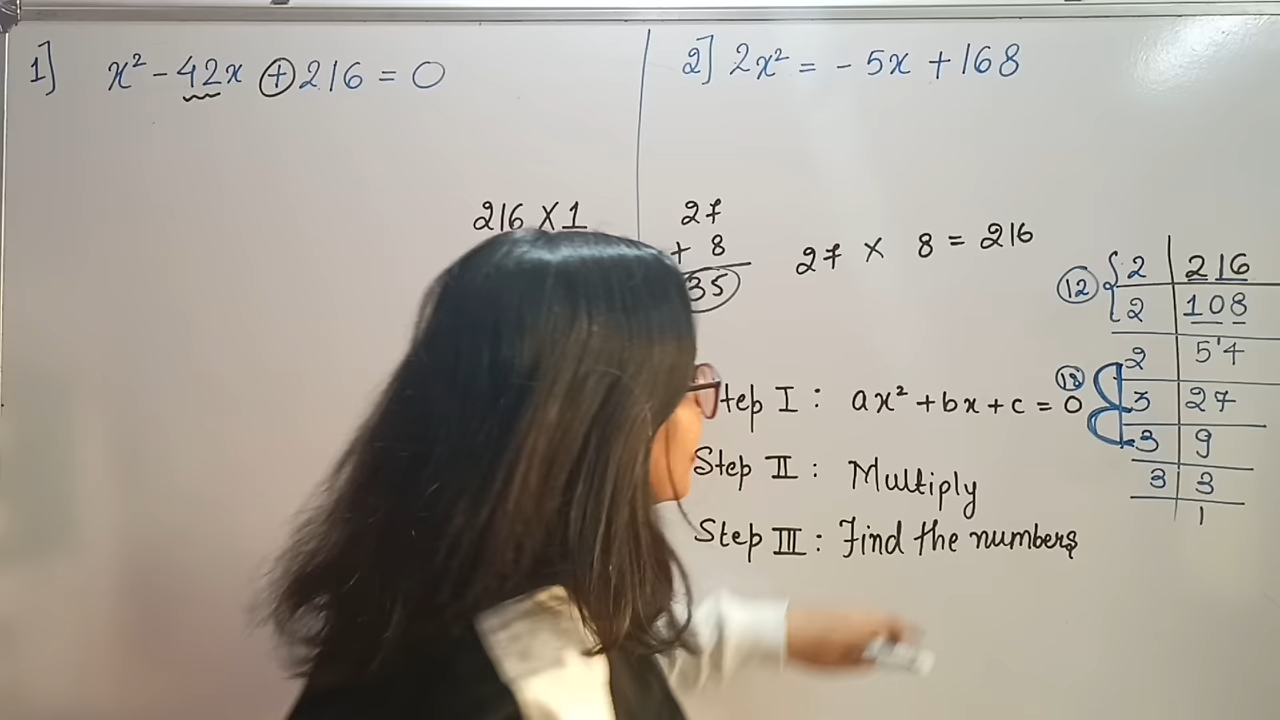 1] x² - 42x + 216 = 0
2] 2x² = - 5x + 168
216 X 1
27
+ 8
35
27 X 8 = 216
12
2 | 216
2 | 108
2 | 54
18
3 | 27
3 | 9
3 | 3
1
tep I : ax² + bx + c = 0
Step II : Multiply
Step III : Find the numbers